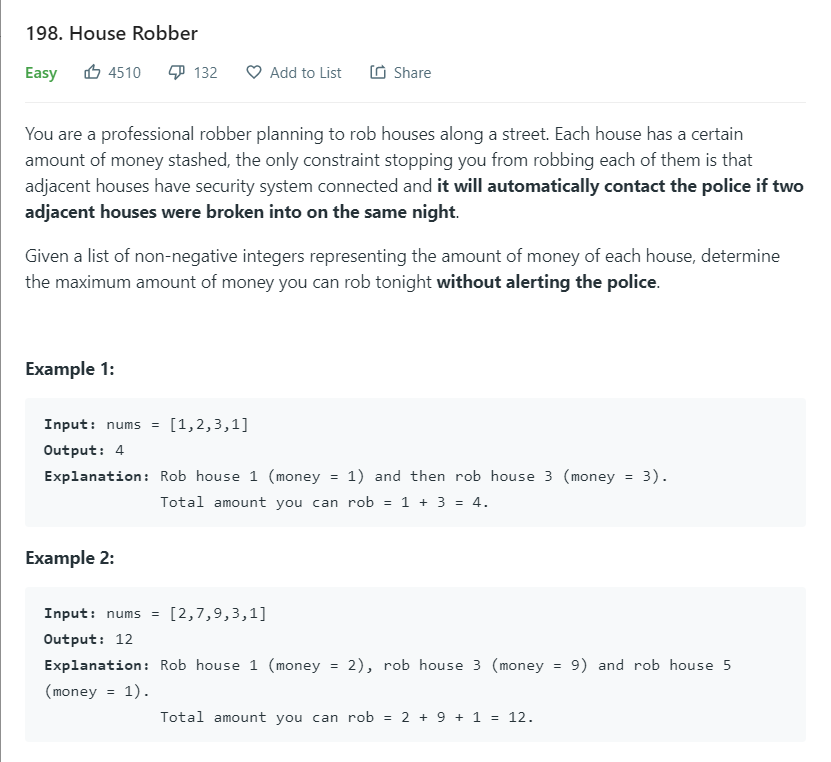 198. House Robber
Easy 4510 132 Add to List Share
You are a professional robber planning to rob houses along a street. Each house has a certain
amount of money stashed, the only constraint stopping you from robbing each of them is that
adjacent houses have security system connected and it will automatically contact the police if two
adjacent houses were broken into on the same night.
Given a list of non-negative integers representing the amount of money of each house, determine
the maximum amount of money you can rob tonight without alerting the police.
Example 1:
Input: nums = [1,2,3,1]
Output: 4
Explanation: Rob house 1 (money = 1) and then rob house 3 (money = 3).
Total amount you can rob = 1 + 3 = 4.
Example 2:
Input: nums = [2,7,9,3,1]
Output: 12
Explanation: Rob house 1 (money = 2), rob house 3 (money = 9) and rob house 5
(money = 1).
Total amount you can rob = 2 + 9 + 1 = 12.